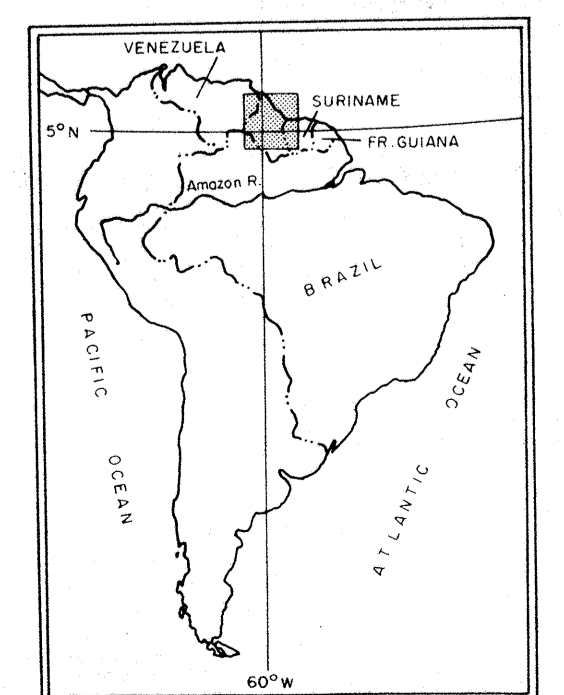 VENEZUELA
SURINAME
5°N
FR. GUIANA
Amazon R.
BRAZIL
PACIFIC
OCEAN
ATLANTIC
OCEAN
60°W